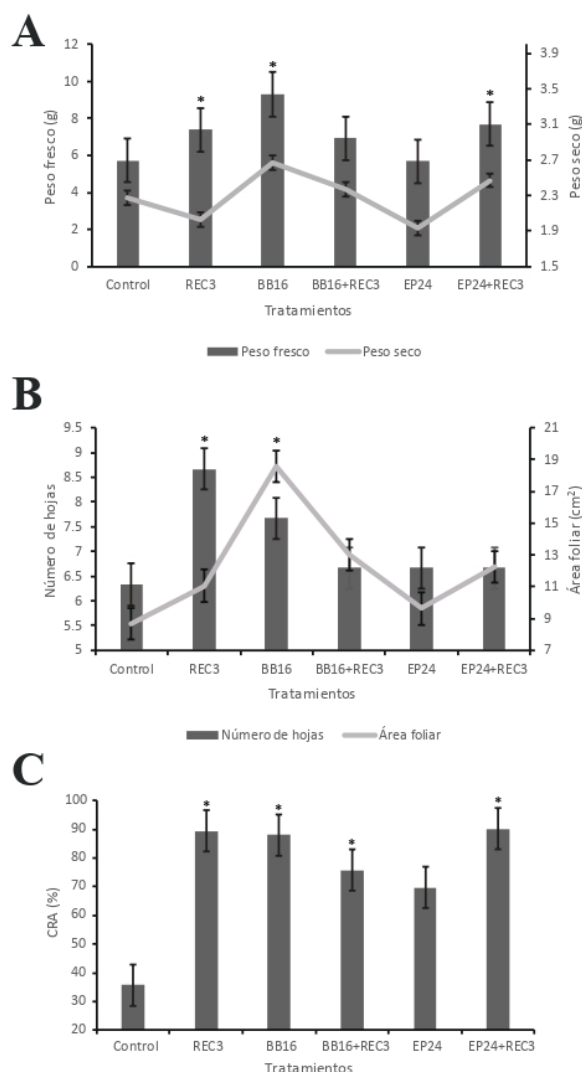 A
12
10
8
6
4
2
0
Peso fresco (g)
3.9
3.5
3.1
2.7
2.3
1.9
1.5
Peso seco (g)
* * *
Control REC3 BB16 BB16+REC3 EP24 EP24+REC3
Tratamientos
Peso fresco Peso seco
B
9.5
9
8.5
8
7.5
7
6.5
6
5.5
5
Número de hojas
21
19
17
15
13
11
9
7
Área foliar (cm²)
* *
Control REC3 BB16 BB16+REC3 EP24 EP24+REC3
Tratamientos
Número de hojas Área foliar
C
100
90
80
70
60
50
40
30
20
CRA (%)
* * * *
Control REC3 BB16 BB16+REC3 EP24 EP24+REC3
Tratamientos